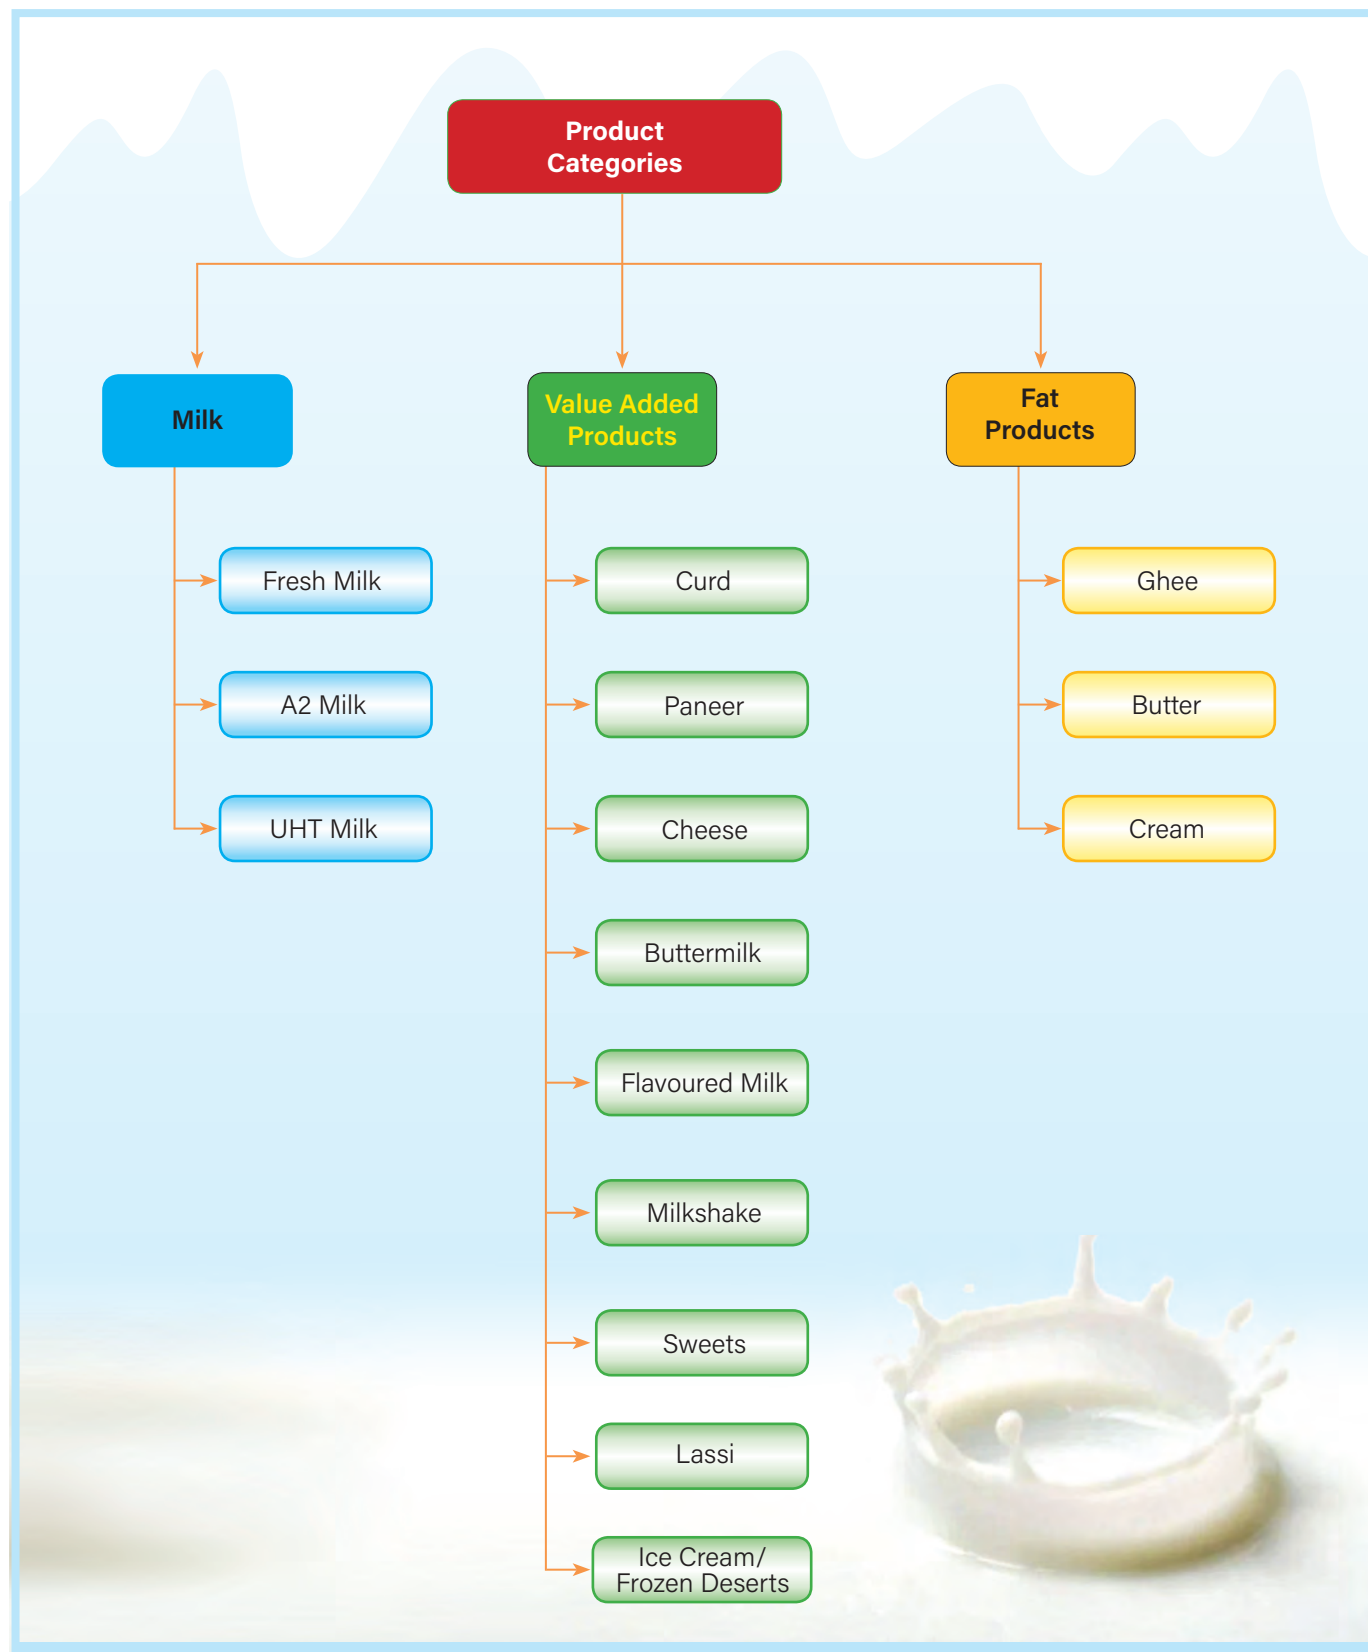 Product
Categories
Milk
Fresh Milk
A2 Milk
UHT Milk
Value Added
Products
Curd
Paneer
Cheese
Buttermilk
Flavoured Milk
Milkshake
Sweets
Lassi
Ice Cream/
Frozen Deserts
Fat
Products
Ghee
Butter
Cream